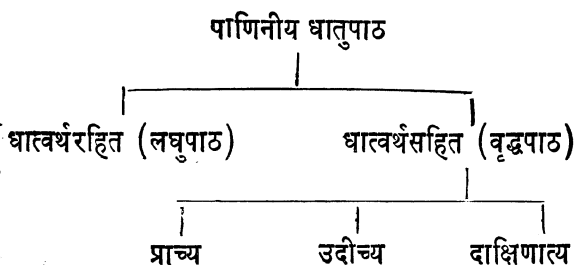 पाणिनीय धातुपाठ
धात्वर्थरहित (लघुपाठ) धात्वर्थसहित (वृद्धपाठ)
प्राच्य उदीच्य दाक्षिणात्य